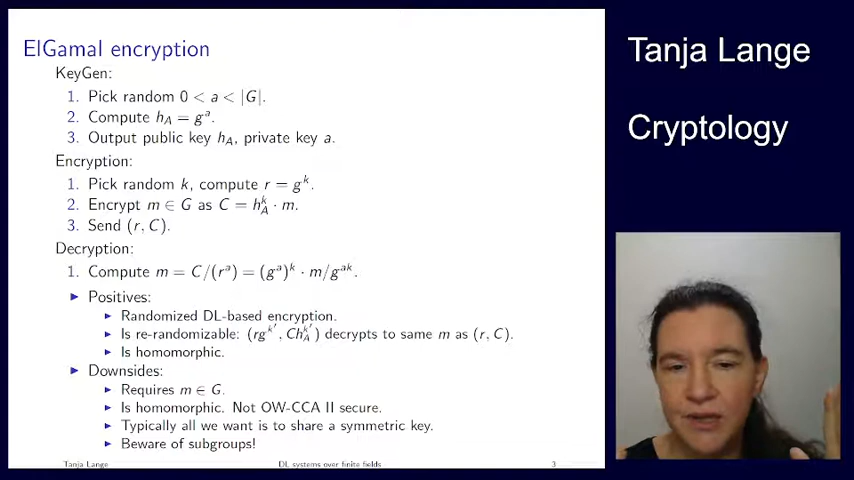 ElGamal encryption
KeyGen:
1. Pick random 0 < a < |G|.
2. Compute h_A = g^a.
3. Output public key h_A, private key a.
Encryption:
1. Pick random k, compute r = g^k.
2. Encrypt m ∈ G as C = h_A^k · m.
3. Send (r, C).
Decryption:
1. Compute m = C/(r^a) = (g^a)^k · m/g^{ak}.
▶ Positives:
▶ Randomized DL-based encryption.
▶ Is re-randomizable: (rg^{k'}, Ch_A^{k'}) decrypts to same m as (r, C).
▶ Is homomorphic.
▶ Downsides:
▶ Requires m ∈ G.
▶ Is homomorphic. Not OW-CCA II secure.
▶ Typically all we want is to share a symmetric key.
▶ Beware of subgroups!
Tanja Lange DL systems over finite fields 3
Tanja Lange
Cryptology